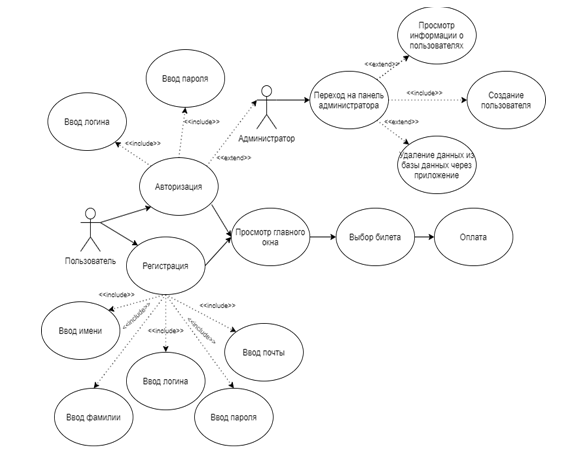 Просмотр
информации о
пользователях
<<extend>>
Ввод пароля
Переход на панель
администратора
<<include>>
Создание
пользователя
Ввод логина
<<include>>
<<include>>
Администратор
<<extend>>
<<extend>>
Удаление данных из
базы данных через
приложение
Авторизация
Пользователь
Просмотр главного
окна
Выбор билета
Оплата
Регистрация
<<include>>
<<include>>
<<include>>
<<include>>
<<include>>
Ввод имени
Ввод почты
Ввод логина
Ввод фамилии
Ввод пароля